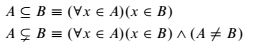 A ⊆ B ≡ (∀x ∈ A)(x ∈ B)
A ⊊ B ≡ (∀x ∈ A)(x ∈ B) ∧ (A ≠ B)